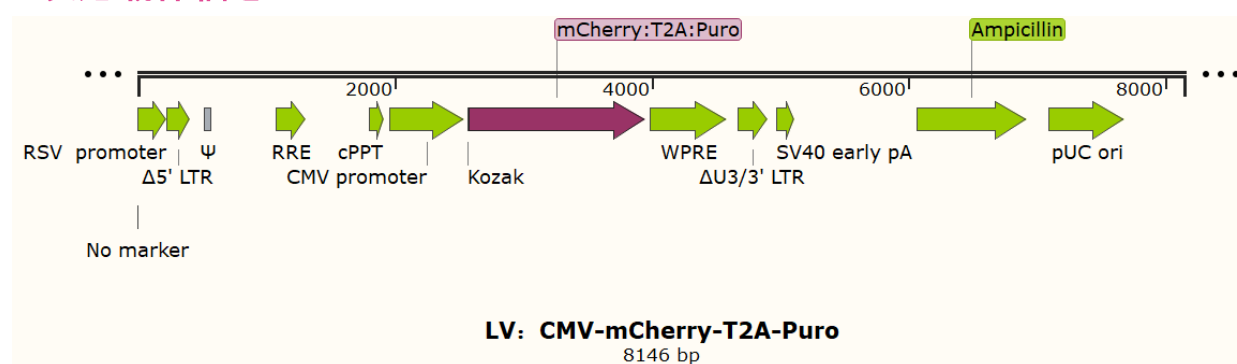 mCherry:T2A:Puro
Ampicillin
2000
4000
6000
8000
RSV promoter
Ψ
RRE
cPPT
WPRE
SV40 early pA
pUC ori
Δ5' LTR
CMV promoter
Kozak
ΔU3/3' LTR
No marker
LV: CMV-mCherry-T2A-Puro
8146 bp